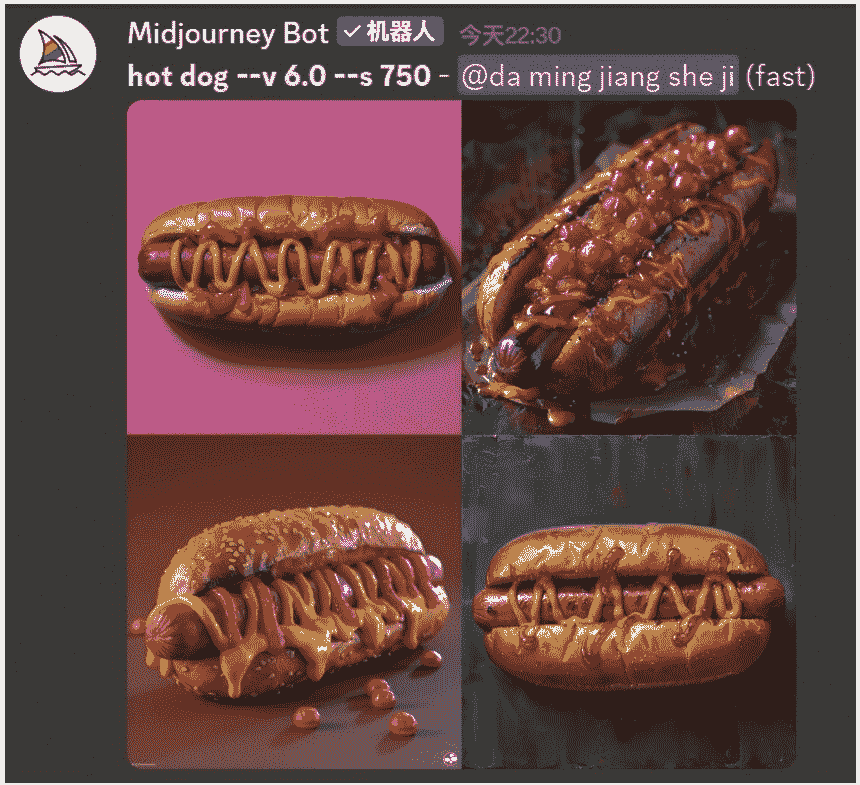 Midjourney Bot ✓ 机器人 今天22:30
hot dog --v 6.0 --s 750 - @da ming jiang she ji (fast)